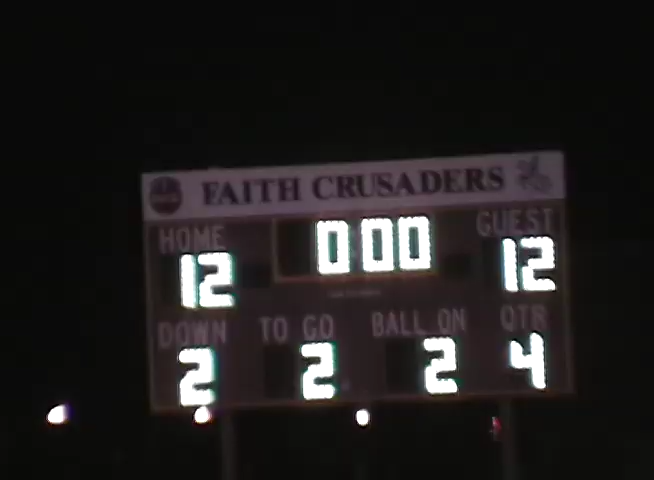 FAITH CRUSADERS
HOME 0:00 GUEST
12 12
DOWN TO GO BALL ON QTR
2 2 2 4